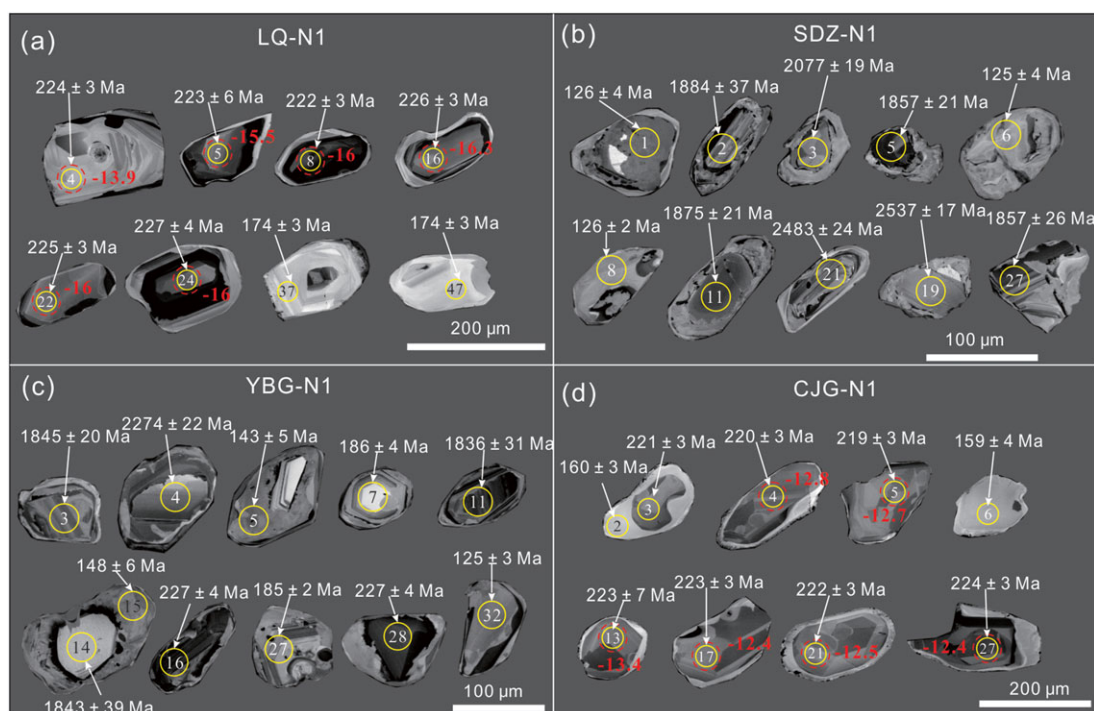 (a) LQ-N1
224 ± 3 Ma
223 ± 6 Ma
222 ± 3 Ma
226 ± 3 Ma
4 -13.9
5 -15.5
8 -16
16 -16.3
225 ± 3 Ma
227 ± 4 Ma
174 ± 3 Ma
174 ± 3 Ma
22 -16
24 -16
37
47
200 µm
(b) SDZ-N1
126 ± 4 Ma
1884 ± 37 Ma
2077 ± 19 Ma
1857 ± 21 Ma
125 ± 4 Ma
1
2
3
5
6
126 ± 2 Ma
1875 ± 21 Ma
2483 ± 24 Ma
2537 ± 17 Ma
1857 ± 26 Ma
8
11
21
19
27
100 µm
(c) YBG-N1
1845 ± 20 Ma
2274 ± 22 Ma
143 ± 5 Ma
186 ± 4 Ma
1836 ± 31 Ma
3
4
5
7
11
148 ± 6 Ma
227 ± 4 Ma
185 ± 2 Ma
227 ± 4 Ma
125 ± 3 Ma
15
14
16
27
28
32
1843 ± 39 Ma
100 µm
(d) CJG-N1
160 ± 3 Ma
221 ± 3 Ma
220 ± 3 Ma
219 ± 3 Ma
159 ± 4 Ma
2
3
4 -12.8
5 -12.7
6
223 ± 7 Ma
223 ± 3 Ma
222 ± 3 Ma
224 ± 3 Ma
13 -13.4
17 -12.4
21 -12.5
-12.4 27
200 µm